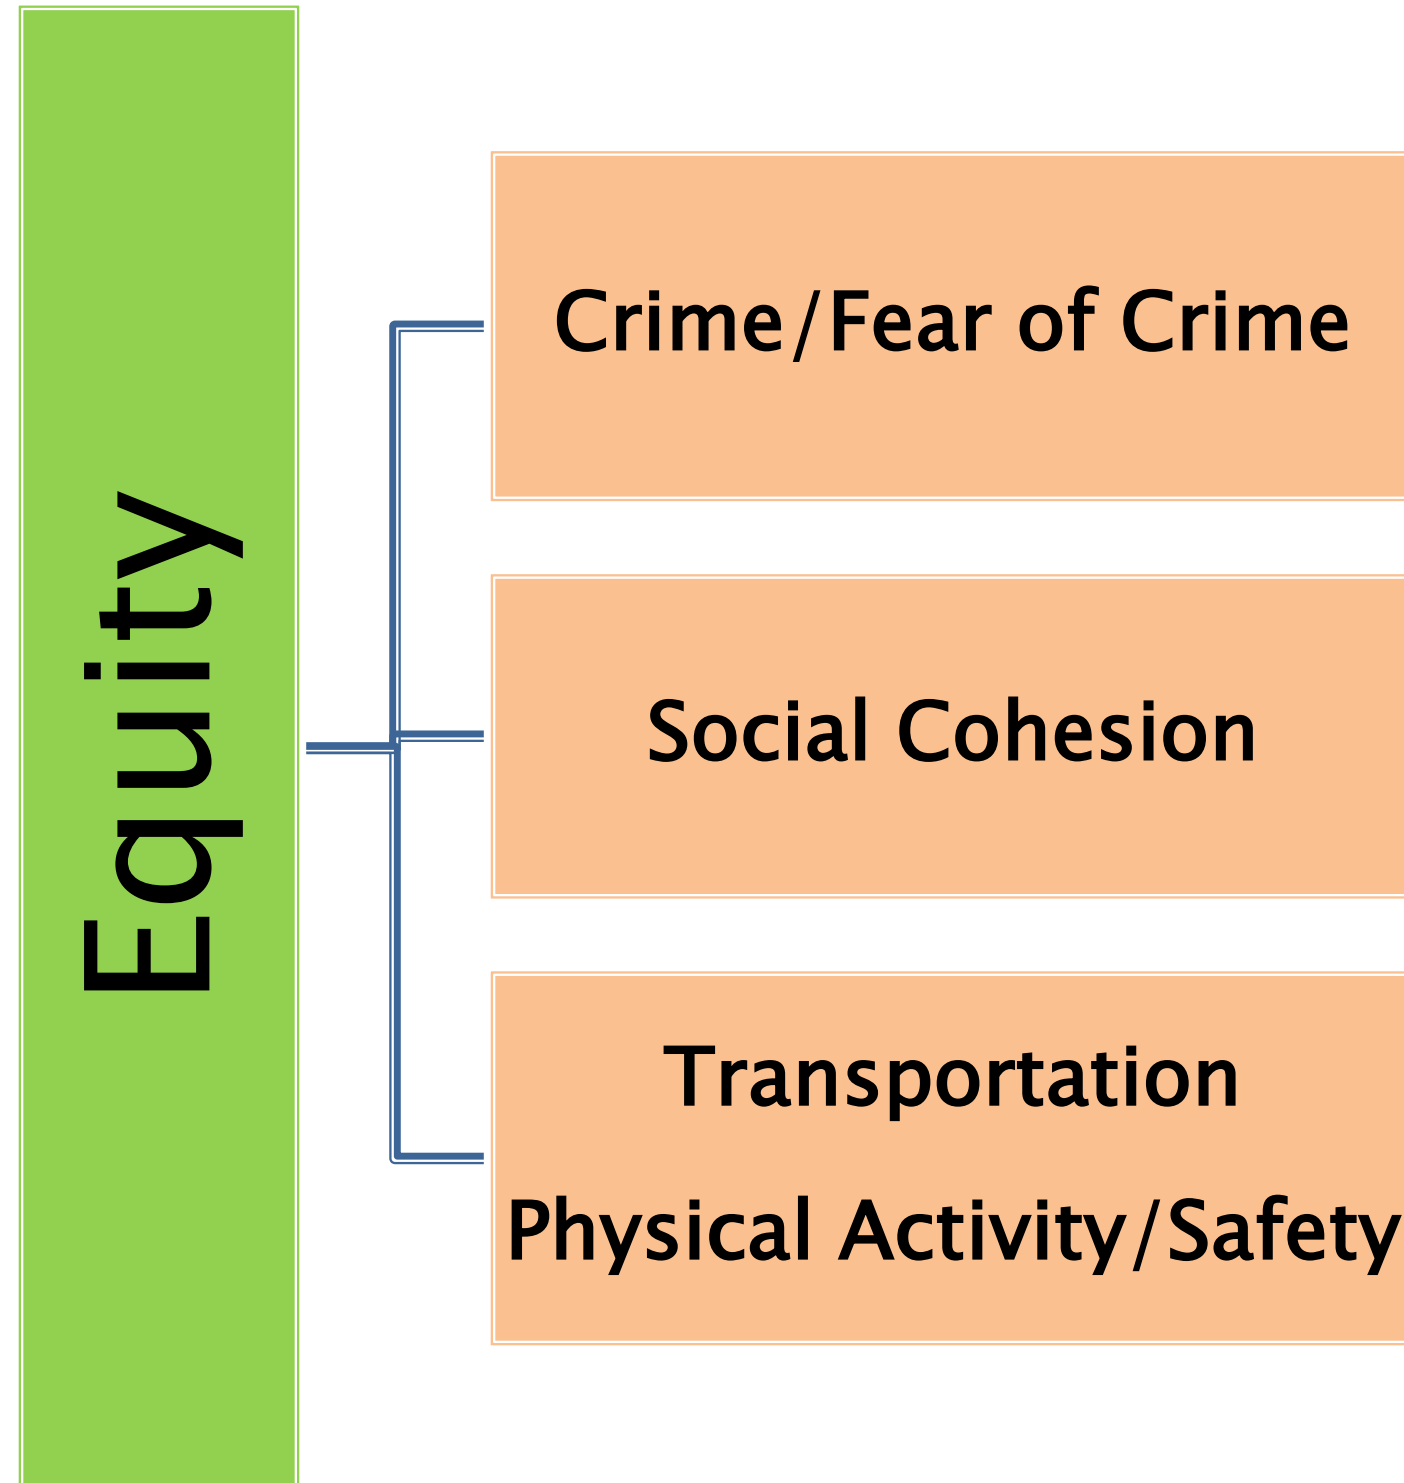 Equity
Crime/Fear of Crime
Social Cohesion
Transportation
Physical Activity/Safety